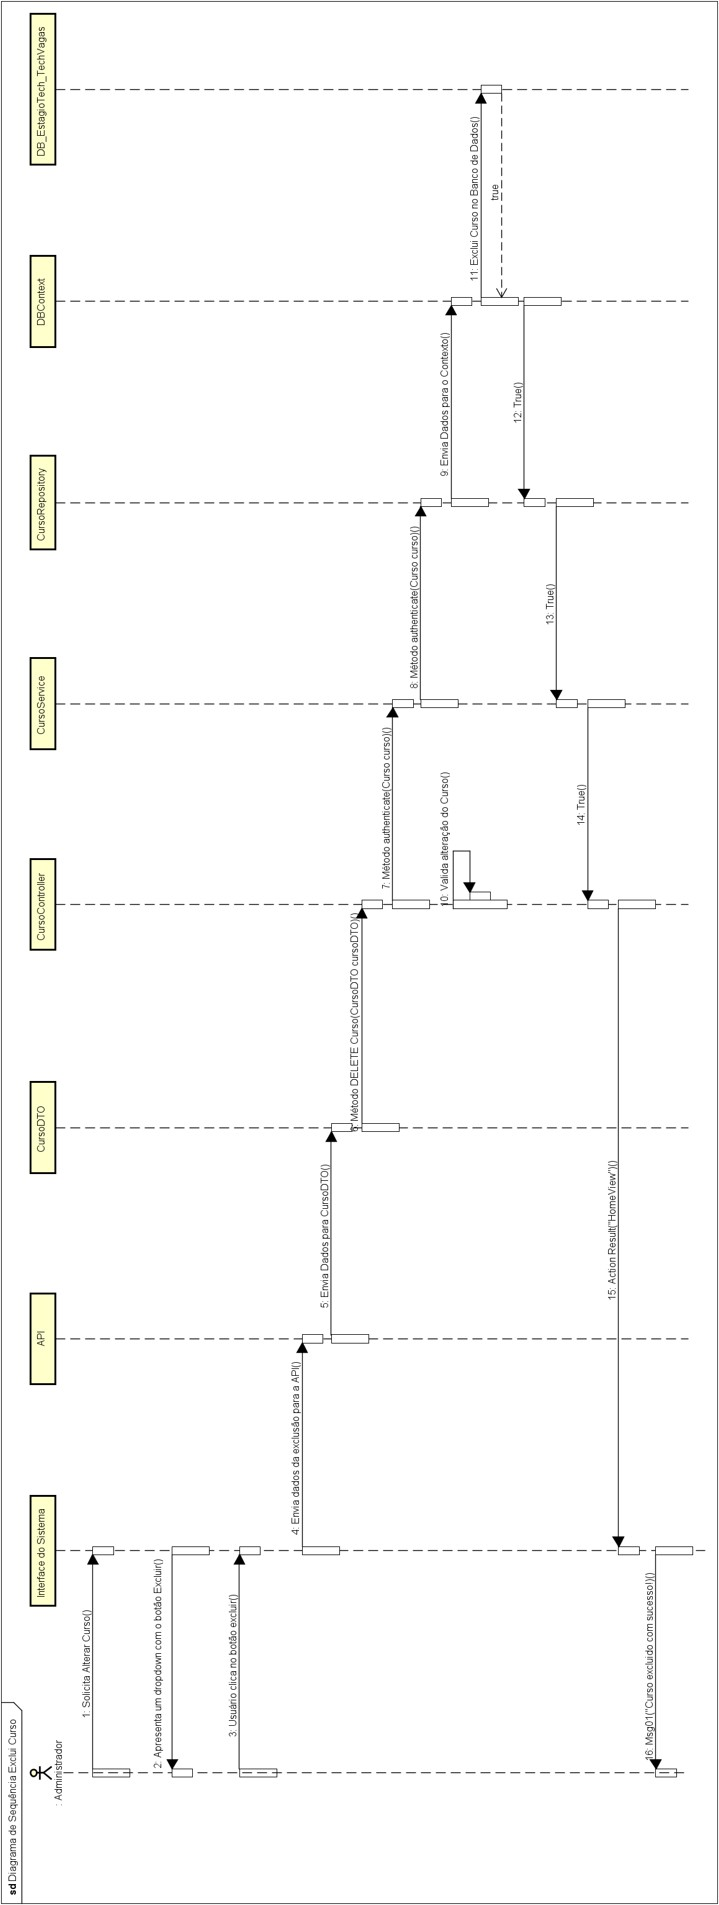 sd Diagrama de Sequência Exclui Curso
: Administrador
Interface do Sistema
API
CursoDTO
CursoController
CursoService
CursoRepository
DBContext
DB_EstagioTech_TechVagas
1: Solicita Alterar Curso()
2: Apresenta um dropdown com o botão Excluir()
3: Usuário clica no botão excluir()
4: Envia dados da exclusão para a API()
5: Envia Dados para CursoDTO()
6: Método DELETE Curso(CursoDTO cursoDTO)()
7: Método authenticate(Curso curso)()
8: Método authenticate(Curso curso)()
9: Envia Dados para o Contexto()
10: Valida alteração do Curso()
11: Exclui Curso no Banco de Dados()
true
12: True()
13: True()
14: True()
15: Action Result("HomeView")()
16: Msg01("Curso excluido com sucesso!)()